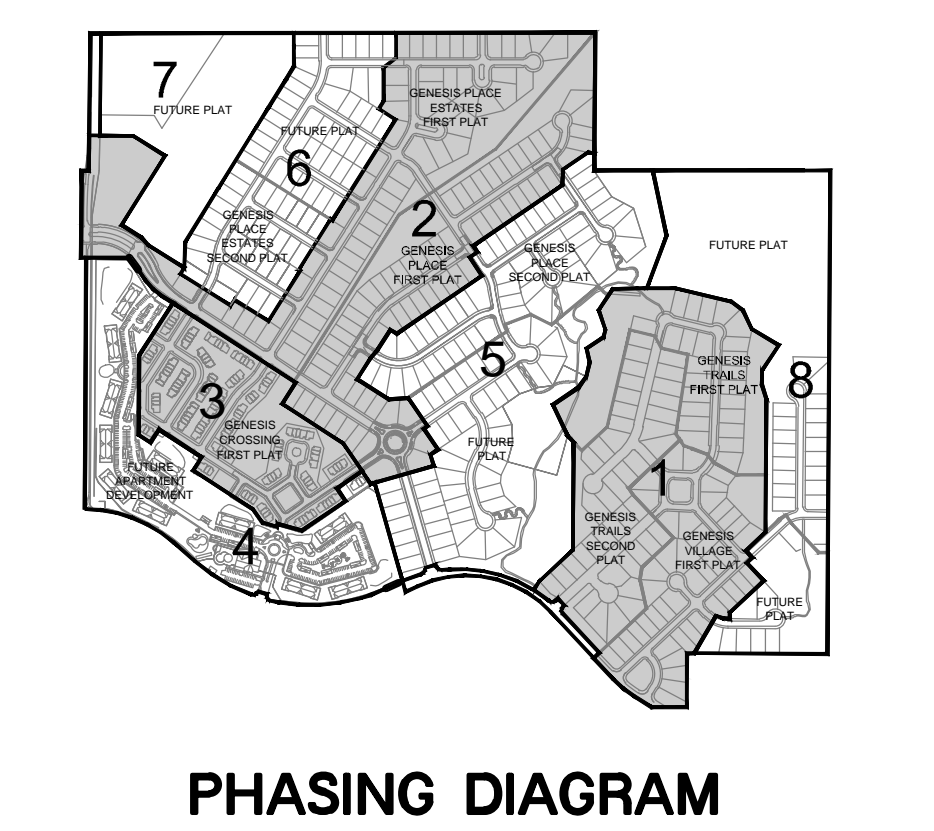 7
FUTURE PLAT
FUTURE PLAT
6
GENESIS
PLACE
ESTATES
SECOND PLAT
GENESIS PLACE
ESTATES
FIRST PLAT
2
GENESIS
PLACE
FIRST PLAT
GENESIS
PLACE
SECOND PLAT
FUTURE PLAT
5
GENESIS
TRAILS
FIRST PLAT
8
3
GENESIS
CROSSING
FIRST PLAT
FUTURE
PLAT
FUTURE
APARTMENT
DEVELOPMENT
1
GENESIS
TRAILS
SECOND
PLAT
GENESIS
VILLAGE
FIRST PLAT
4
FUTURE
PLAT
PHASING DIAGRAM